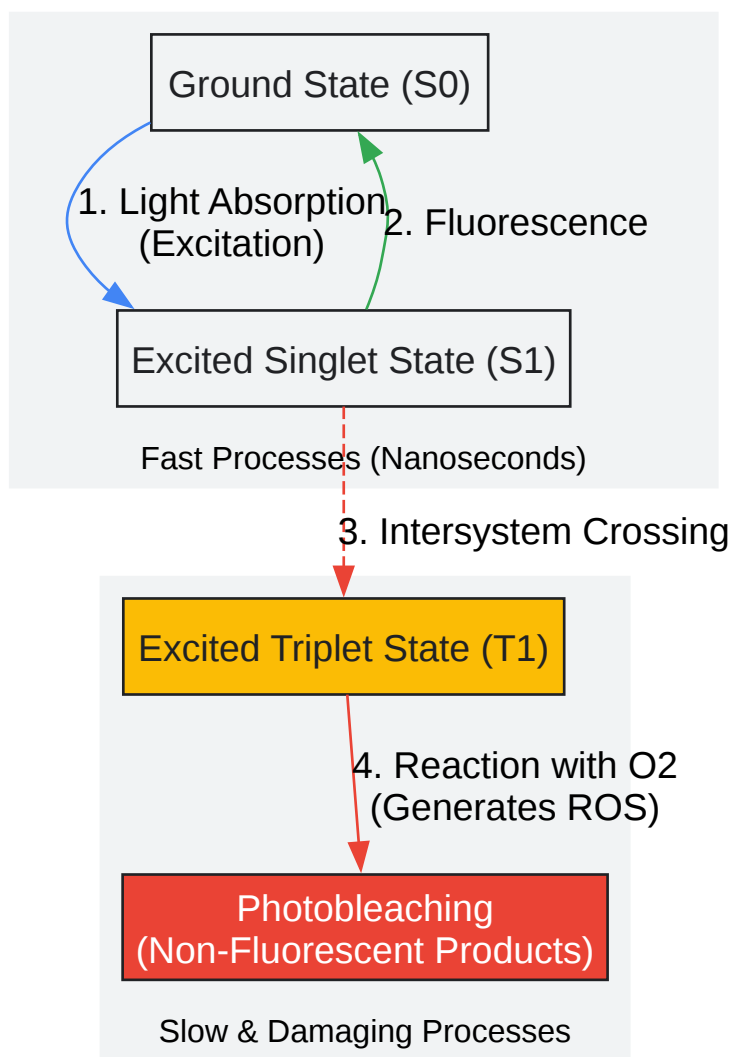 Ground State (S0)
1. Light Absorption
(Excitation)
2. Fluorescence
Excited Singlet State (S1)
Fast Processes (Nanoseconds)
3. Intersystem Crossing
Excited Triplet State (T1)
4. Reaction with O2
(Generates ROS)
Photobleaching
(Non-Fluorescent Products)
Slow & Damaging Processes